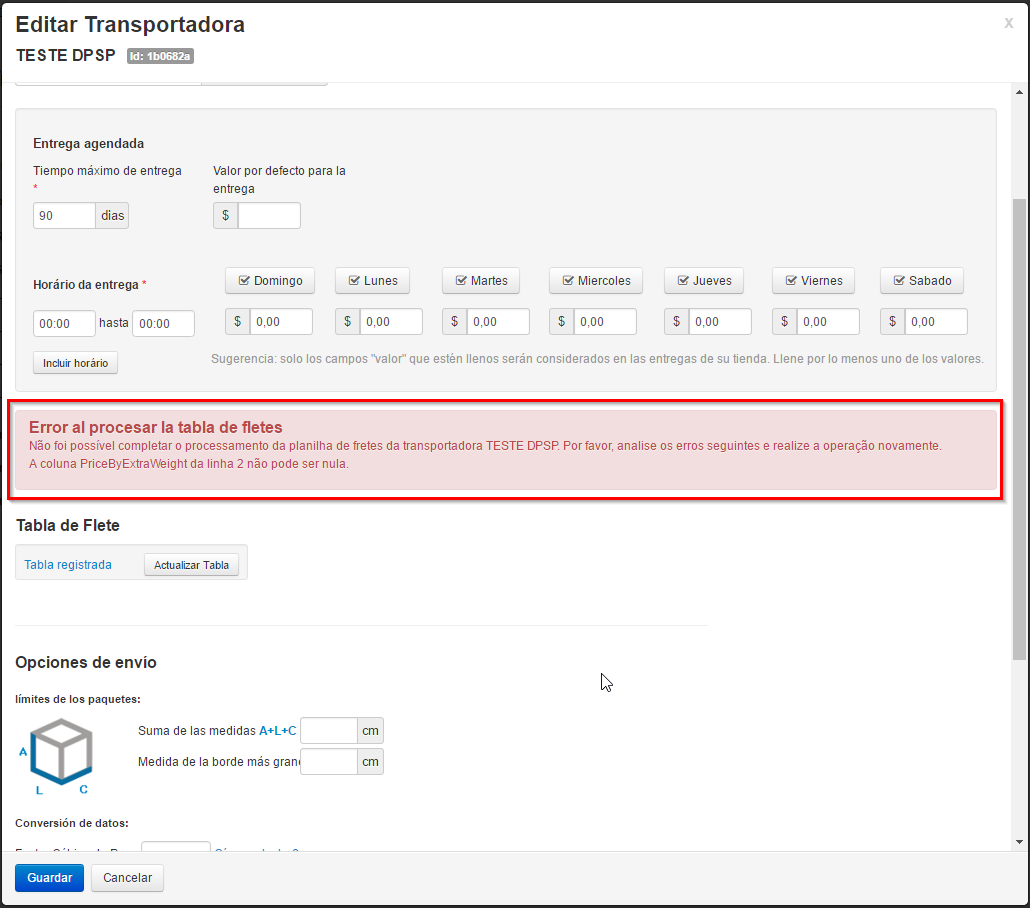 Editar Transportadora
x
TESTE DPSP Id: 1b0682a
Entrega agendada
Tiempo máximo de entrega
*
Valor por defecto para la
entrega
90 dias
$
Horário da entrega *
Domingo Lunes Martes Miercoles Jueves Viernes Sabado
00:00 hasta 00:00
$ 0,00 $ 0,00 $ 0,00 $ 0,00 $ 0,00 $ 0,00 $ 0,00
Incluir horário
Sugerencia: solo los campos "valor" que estén llenos serán considerados en las entregas de su tienda. Llene por lo menos uno de los valores.
Error al procesar la tabla de fletes
Não foi possível completar o processamento da planilha de fretes da transportadora TESTE DPSP. Por favor, analise os erros seguintes e realize a operação novamente.
A coluna PriceByExtraWeight da linha 2 não pode ser nula.
Tabla de Flete
Tabla registrada Actualizar Tabla
Opciones de envío
límites de los paquetes:
A
L
C
Suma de las medidas A+L+C cm
Medida de la borde más gran cm
Conversión de datos:
Guardar Cancelar